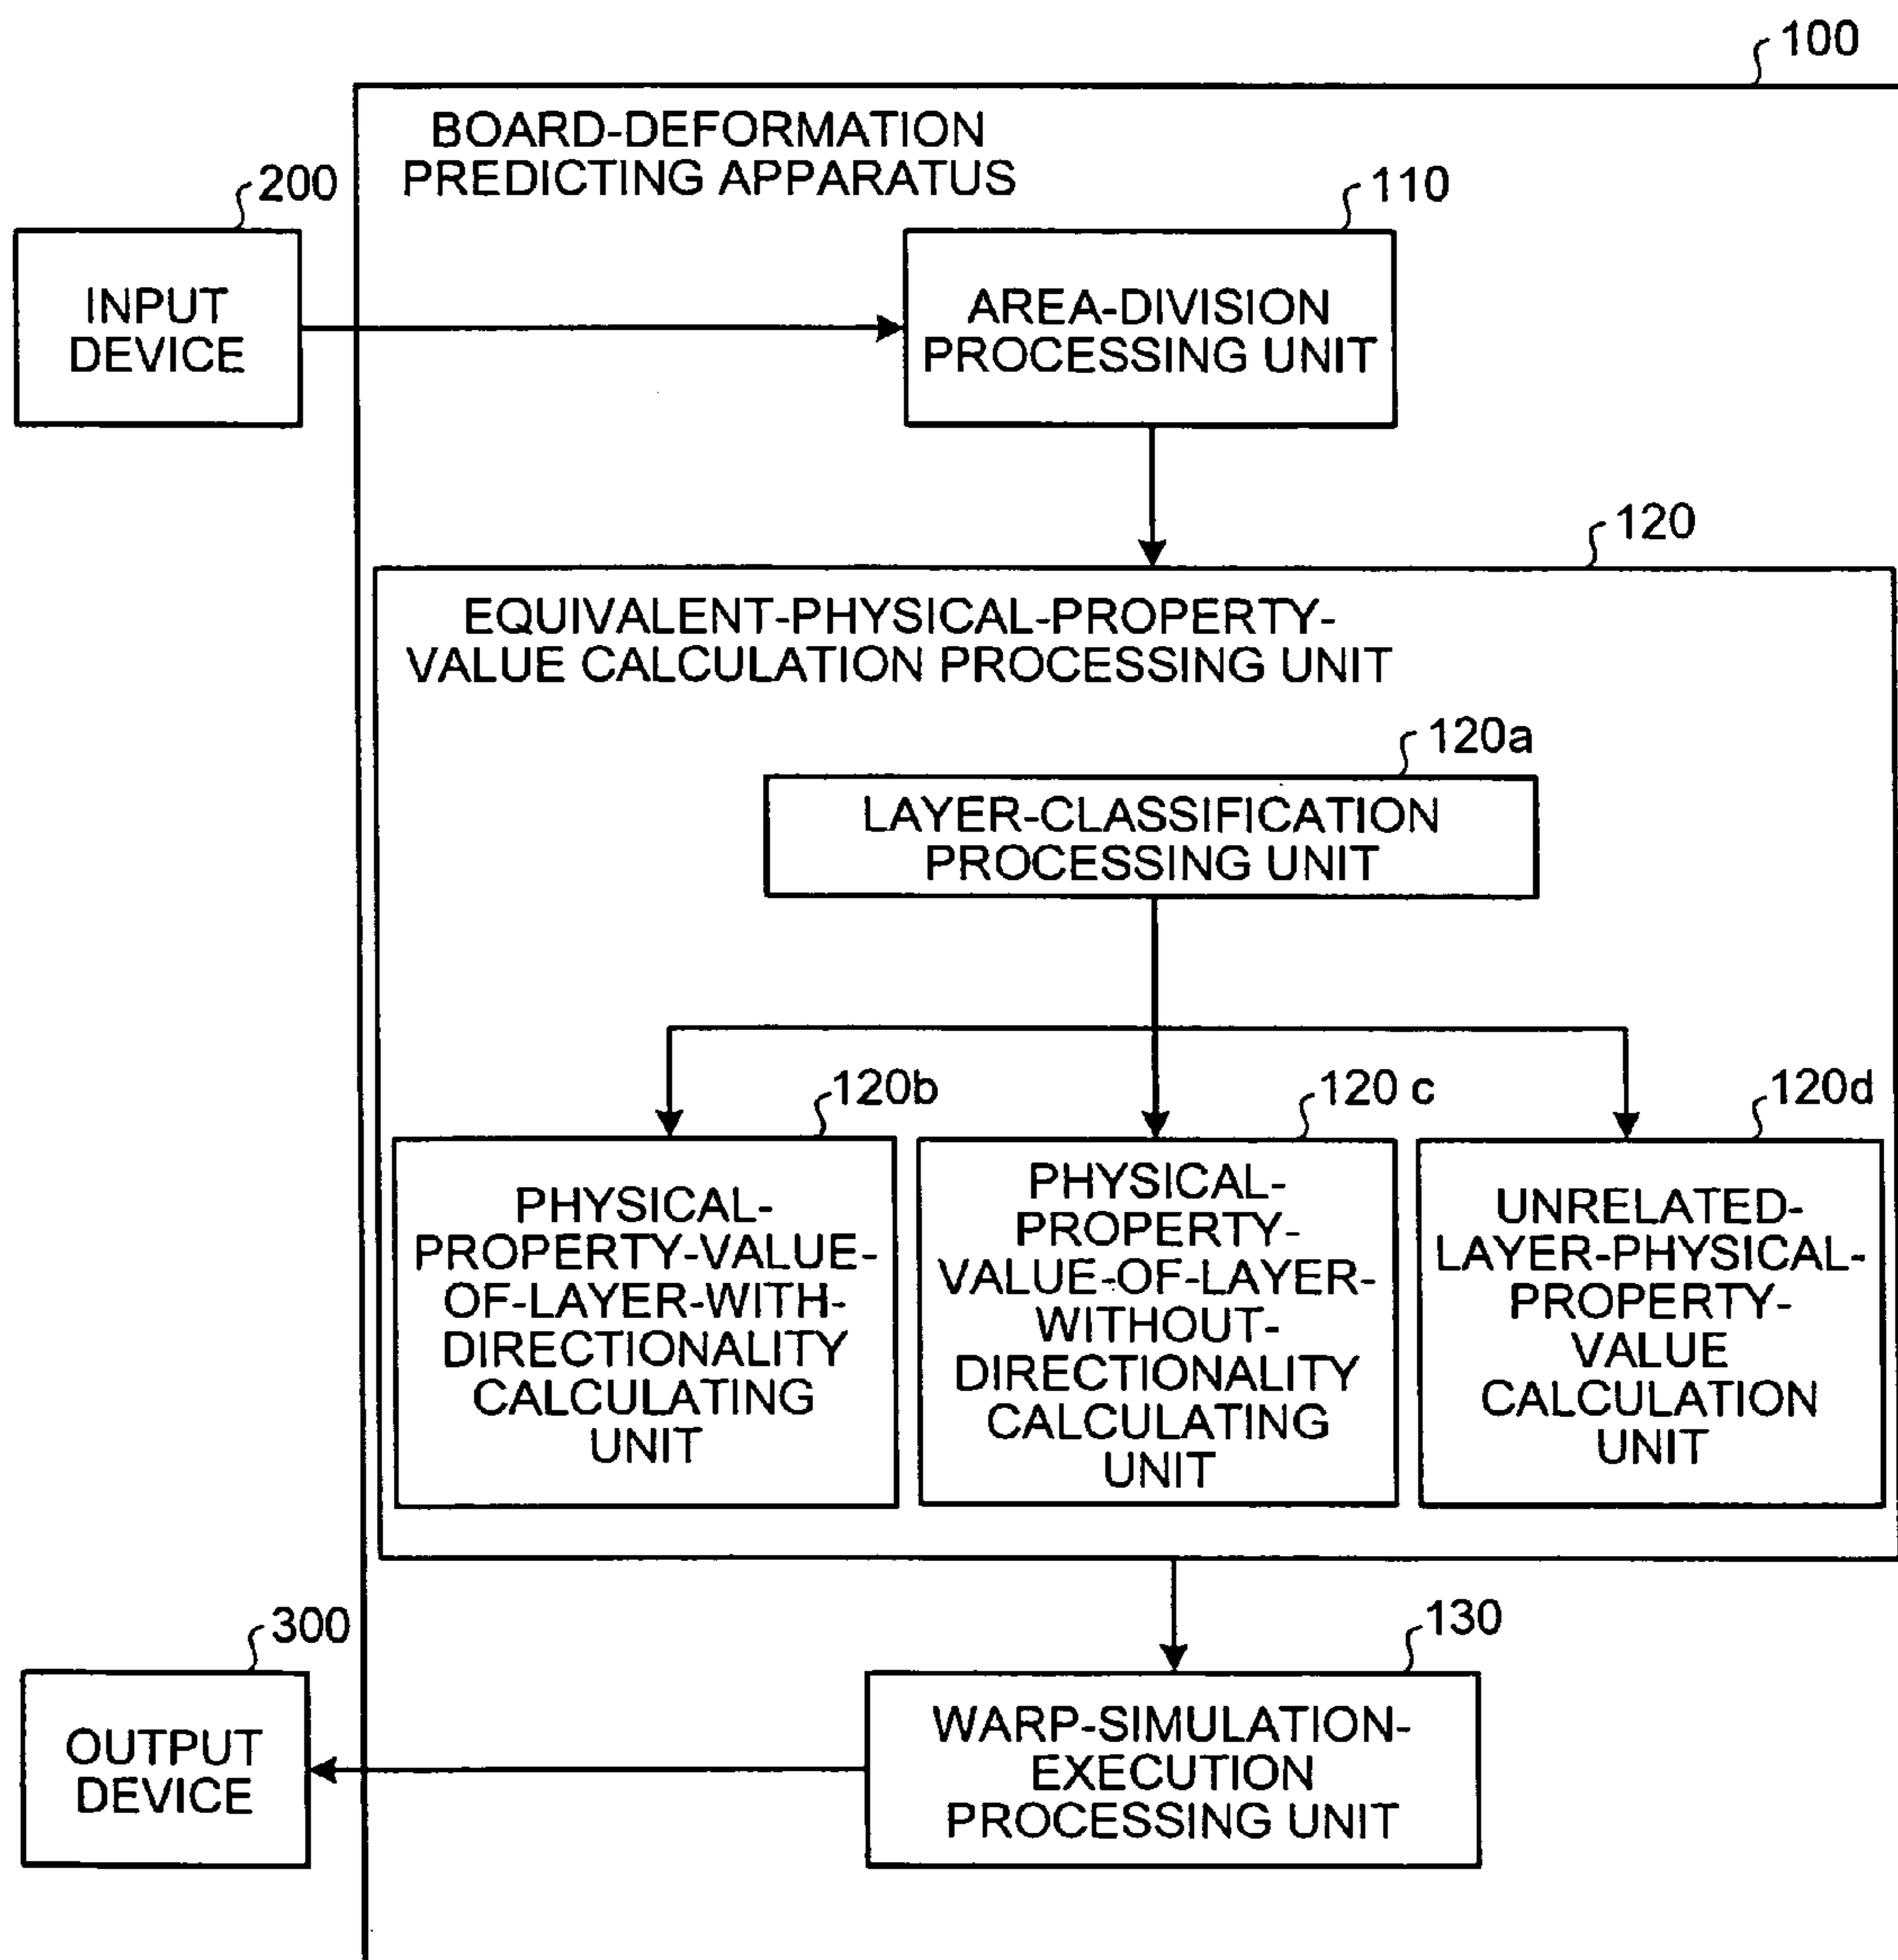 100
BOARD-DEFORMATION
PREDICTING APPARATUS
200
110
INPUT
DEVICE
AREA-DIVISION
PROCESSING UNIT
120
EQUIVALENT-PHYSICAL-PROPERTY-
VALUE CALCULATION PROCESSING UNIT
120a
LAYER-CLASSIFICATION
PROCESSING UNIT
120b
PHYSICAL-
PROPERTY-VALUE-
OF-LAYER-WITH-
DIRECTIONALITY
CALCULATING
UNIT
120 c
PHYSICAL-
PROPERTY-
VALUE-OF-LAYER-
WITHOUT-
DIRECTIONALITY
CALCULATING
UNIT
120d
UNRELATED-
LAYER-PHYSICAL-
PROPERTY-
VALUE
CALCULATION
UNIT
300
130
OUTPUT
DEVICE
WARP-SIMULATION-
EXECUTION
PROCESSING UNIT